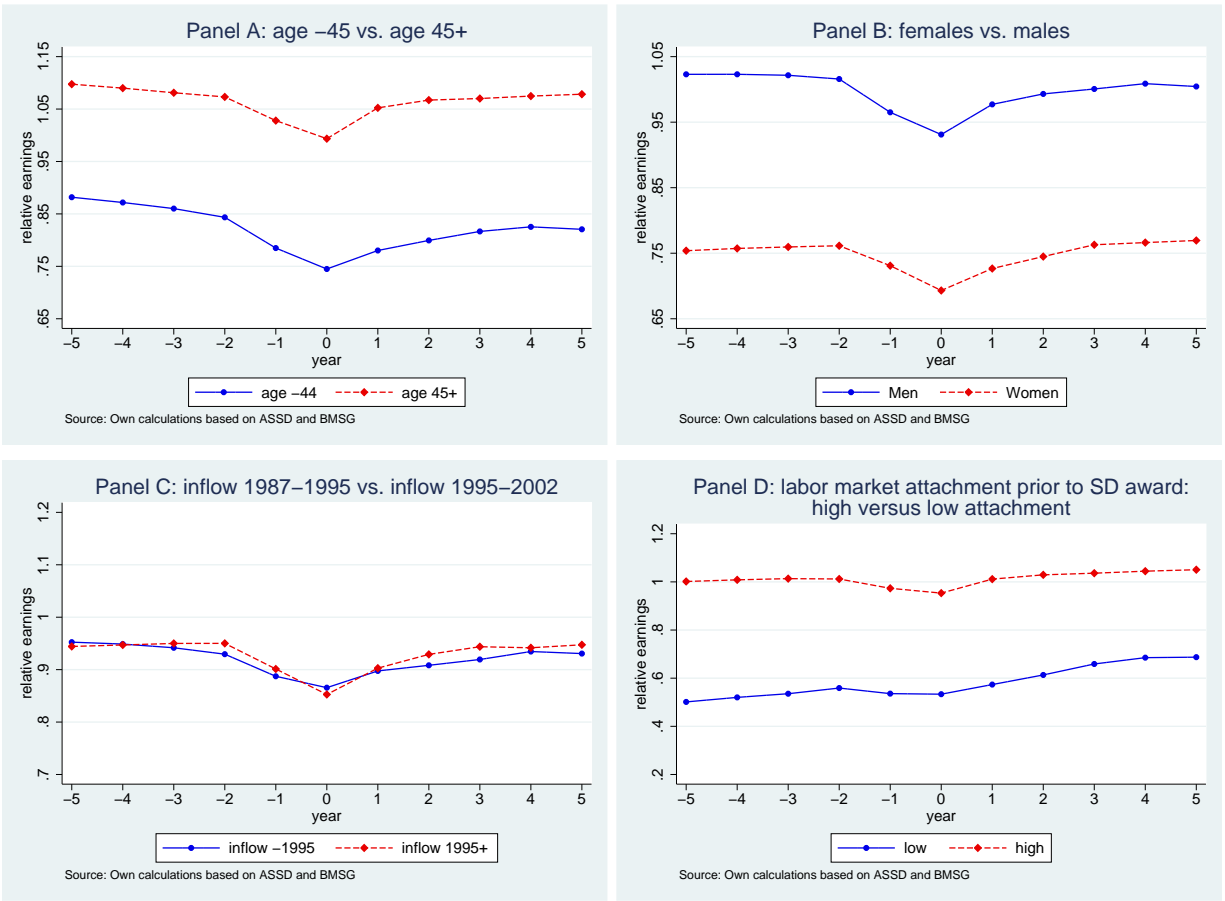 Panel A: age −45 vs. age 45+
relative earnings
1.15
1.05
.95
.85
.75
.65
−5 −4 −3 −2 −1 0 1 2 3 4 5
year
age −44 age 45+
Source: Own calculations based on ASSD and BMSG
Panel B: females vs. males
relative earnings
1.05
.95
.85
.75
.65
−5 −4 −3 −2 −1 0 1 2 3 4 5
year
Men Women
Source: Own calculations based on ASSD and BMSG
Panel C: inflow 1987−1995 vs. inflow 1995−2002
relative earnings
1.2
1.1
1
.9
.8
.7
−5 −4 −3 −2 −1 0 1 2 3 4 5
year
inflow −1995 inflow 1995+
Source: Own calculations based on ASSD and BMSG
Panel D: labor market attachment prior to SD award:
high versus low attachment
relative earnings
1.2
1
.8
.6
.4
.2
−5 −4 −3 −2 −1 0 1 2 3 4 5
year
low high
Source: Own calculations based on ASSD and BMSG